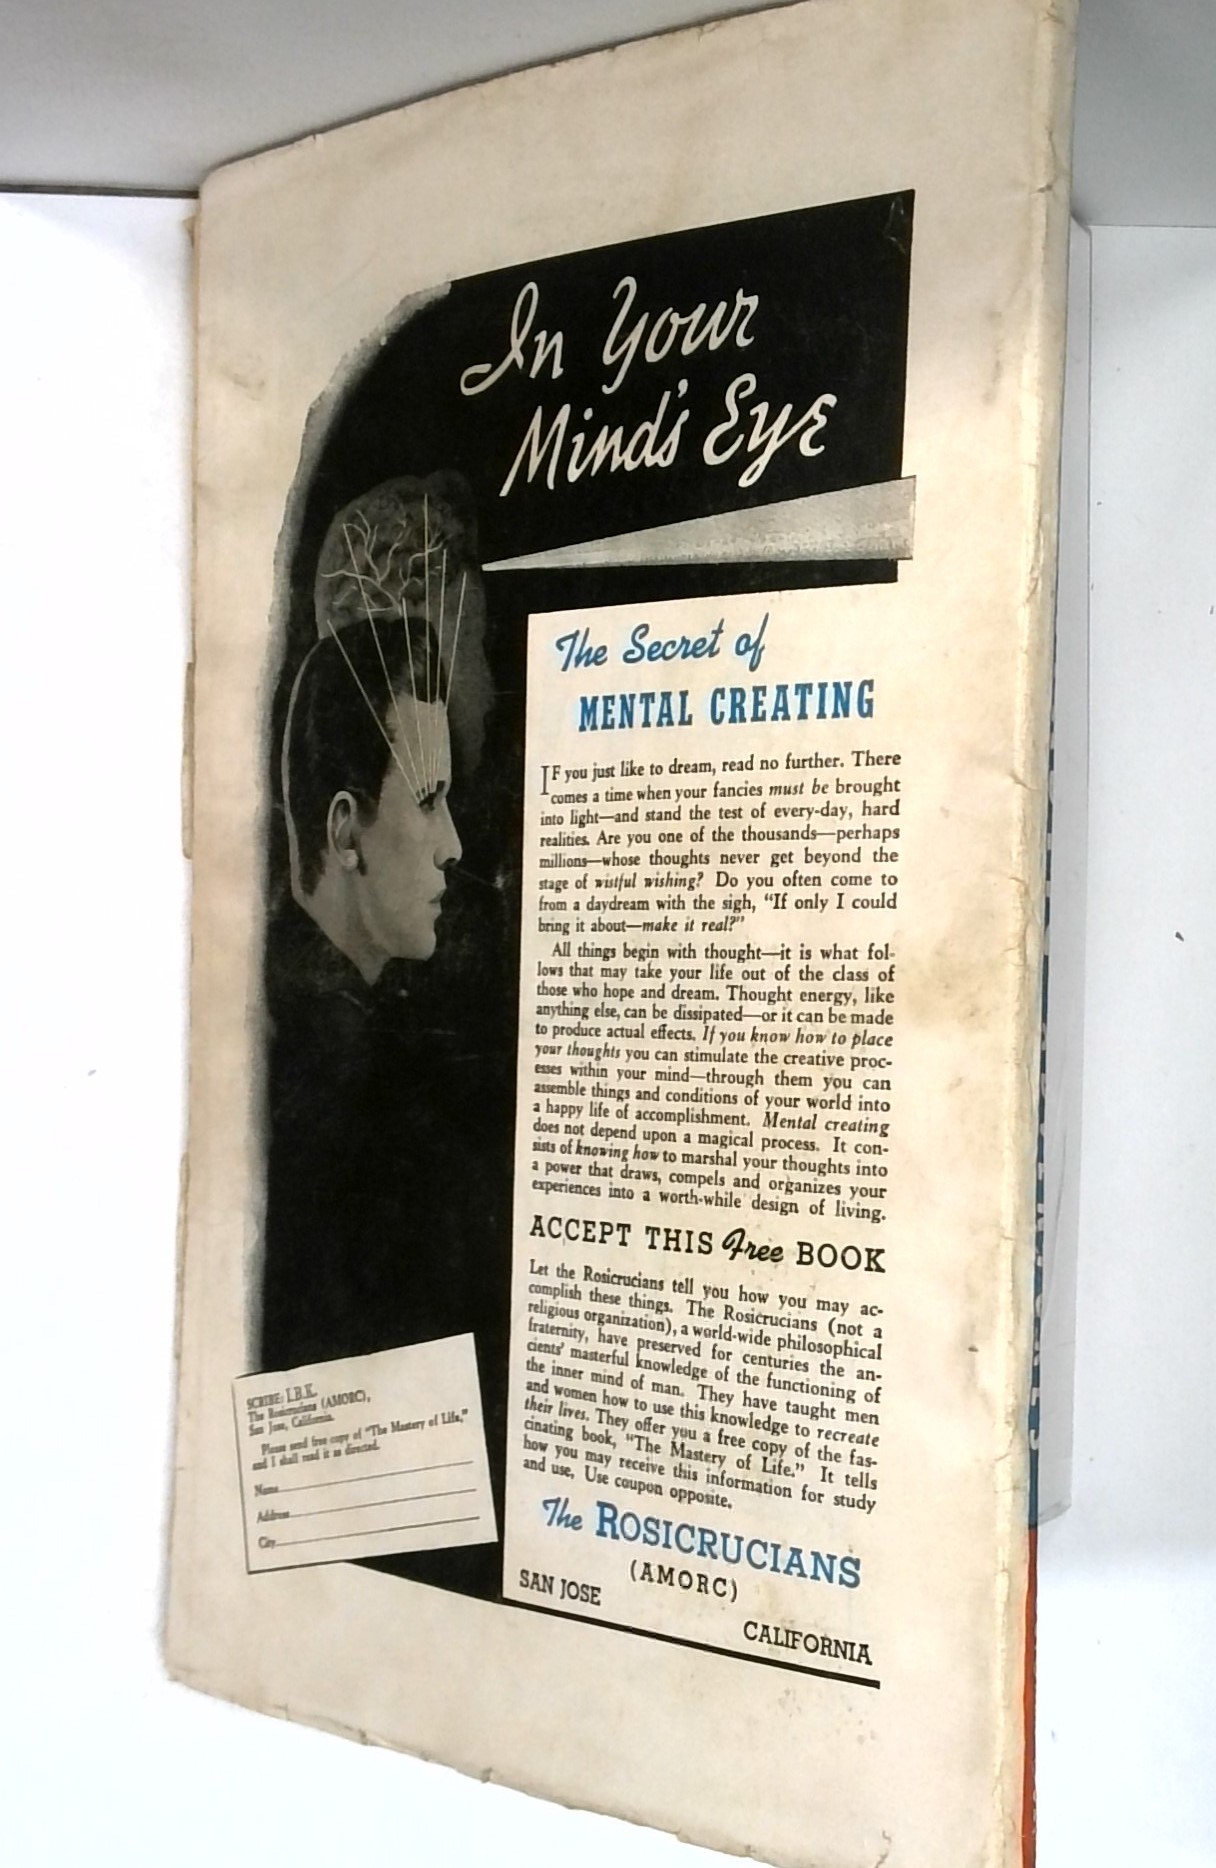 In Your
Mind's Eye
The Secret of
MENTAL CREATING
IF you just like to dream, read no further. There
comes a time when your fancies must be brought
into light—and stand the test of every-day, hard
realities. Are you one of the thousands—perhaps
millions—whose thoughts never get beyond the
stage of wistful wishing? Do you often come to
from a daydream with the sigh, “If only I could
bring it about—make it real?”
All things begin with thought—it is what fol-
lows that may take your life out of the class of
those who hope and dream. Thought energy, like
anything else, can be dissipated—or it can be made
to produce actual effects. If you know how to place
your thoughts you can stimulate the creative proc-
esses within your mind—through them you can
assemble things and conditions of your world into
a happy life of accomplishment. Mental creating
does not depend upon a magical process. It con-
sists of knowing how to marshal your thoughts into
a power that draws, compels and organizes your
experiences into a worth-while design of living.
ACCEPT THIS Free BOOK
Let the Rosicrucians tell you how you may ac-
complish these things. The Rosicrucians (not a
religious organization), a world-wide philosophical
fraternity, have preserved for centuries the an-
cients' masterful knowledge of the functioning of
the inner mind of man. They have taught men
and women how to use this knowledge to recreate
their lives. They offer you a free copy of the fas-
cinating book, “The Mastery of Life.” It tells
how you may receive this information for study
and use. Use coupon opposite.
The ROSICRUCIANS
(AMORC)
SAN JOSE
CALIFORNIA
SCRIBE: I.B.K.
The Rosicrucians (AMORC),
San Jose, California.
Please send free copy of “The Mastery of Life,”
and I shall read it as directed.
Name
Address
City